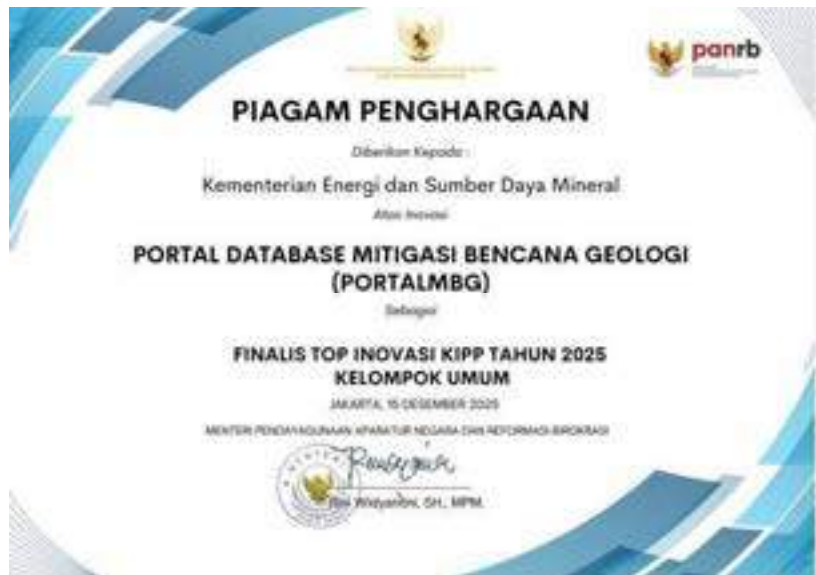 panrb
PIAGAM PENGHARGAAN
Diberikan Kepada :
Kementerian Energi dan Sumber Daya Mineral
Atas Inovasi
PORTAL DATABASE MITIGASI BENCANA GEOLOGI
(PORTALMBG)
Sebagai
FINALIS TOP INOVASI KIPP TAHUN 2025
KELOMPOK UMUM
JAKARTA, 15 DESEMBER 2025
MENTERI PENDAYAGUNAAN APARATUR NEGARA DAN REFORMASI BIROKRASI
Widyantini, SH., MPM.